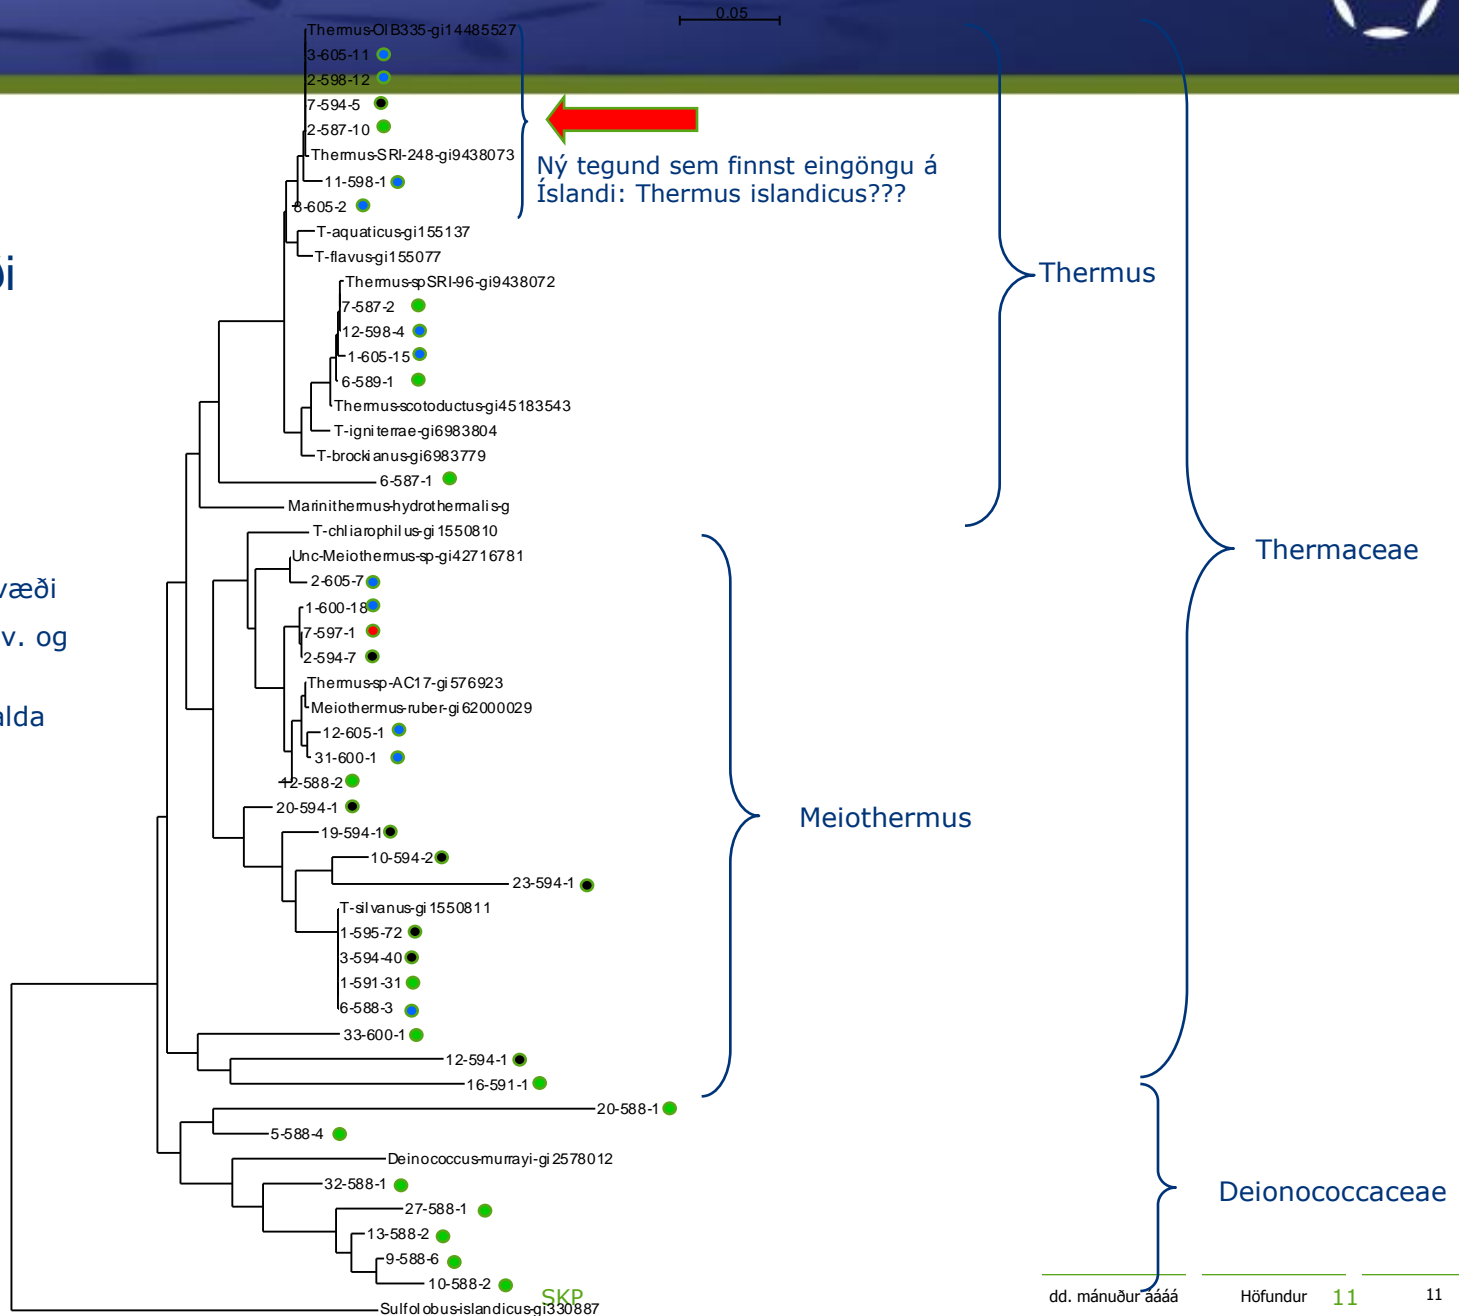 0.05
Thermus-OIB335-gi14485527
3-605-11
2-598-12
7-594-5
2-587-10
Thermus-SRI-248-gi9438073
11-598-1
8-605-2
T-aquaticus-gi155137
T-flavus-gi155077
Thermus-spSRI-96-gi9438072
7-587-2
12-598-4
1-605-15
6-589-1
Thermus-scotoductus-gi45183543
T-igniterrae-gi6983804
T-brockianus-gi6983779
6-587-1
Marinithermus-hydrothermalis-g
T-chliarophilus-gi1550810
Unc-Meiothermus-sp-gi42716781
2-605-7
1-600-18
7-597-1
2-594-7
Thermus-sp-AC17-gi576923
Meiothermus-ruber-gi62000029
12-605-1
31-600-1
12-588-2
20-594-1
19-594-1
10-594-2
23-594-1
T-silvanus-gi1550811
1-595-72
3-594-40
1-591-31
6-588-3
33-600-1
12-594-1
16-591-1
20-588-1
5-588-4
Deinococcus-murrayi-gi2578012
32-588-1
27-588-1
13-588-2
9-588-6
10-588-2
Sulfolobus-islandicus-gi330887
Ný tegund sem finnst eingöngu á
Íslandi: Thermus islandicus???
Thermus
Thermaceae
Meiothermus
Deionococcaceae
v. og
SKP
dd. mánuður áááá
Höfundur
11
11